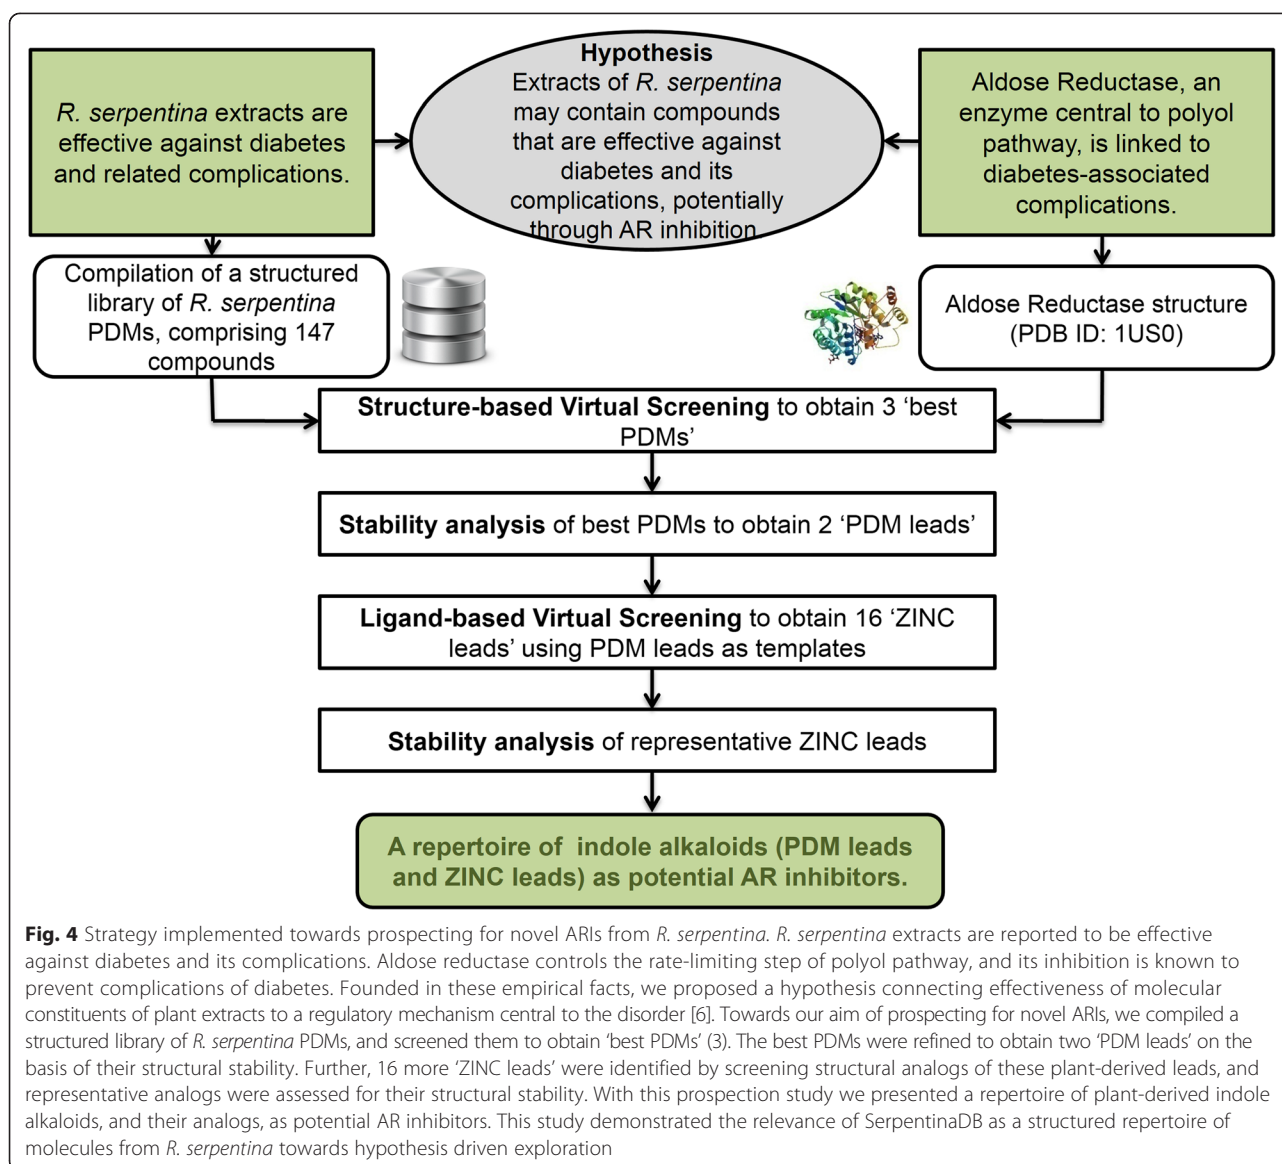 R. serpentina extracts are
effective against diabetes
and related complications.
Hypothesis
Extracts of R. serpentina
may contain compounds
that are effective against
diabetes and its
complications, potentially
through AR inhibition.
Aldose Reductase, an
enzyme central to polyol
pathway, is linked to
diabetes-associated
complications.
Compilation of a structured
library of R. serpentina
PDMs, comprising 147
compounds
Aldose Reductase structure
(PDB ID: 1US0)
Structure-based Virtual Screening to obtain 3 ‘best
PDMs’
Stability analysis of best PDMs to obtain 2 ‘PDM leads’
Ligand-based Virtual Screening to obtain 16 ‘ZINC
leads’ using PDM leads as templates
Stability analysis of representative ZINC leads
A repertoire of indole alkaloids (PDM leads
and ZINC leads) as potential AR inhibitors.
Fig. 4 Strategy implemented towards prospecting for novel ARIs from R. serpentina. R. serpentina extracts are reported to be effective
against diabetes and its complications. Aldose reductase controls the rate-limiting step of polyol pathway, and its inhibition is known to
prevent complications of diabetes. Founded in these empirical facts, we proposed a hypothesis connecting effectiveness of molecular
constituents of plant extracts to a regulatory mechanism central to the disorder [6]. Towards our aim of prospecting for novel ARIs, we compiled a
structured library of R. serpentina PDMs, and screened them to obtain ‘best PDMs’ (3). The best PDMs were refined to obtain two ‘PDM leads’ on the
basis of their structural stability. Further, 16 more ‘ZINC leads’ were identified by screening structural analogs of these plant-derived leads, and
representative analogs were assessed for their structural stability. With this prospection study we presented a repertoire of plant-derived indole
alkaloids, and their analogs, as potential AR inhibitors. This study demonstrated the relevance of SerpentinaDB as a structured repertoire of
molecules from R. serpentina towards hypothesis driven exploration